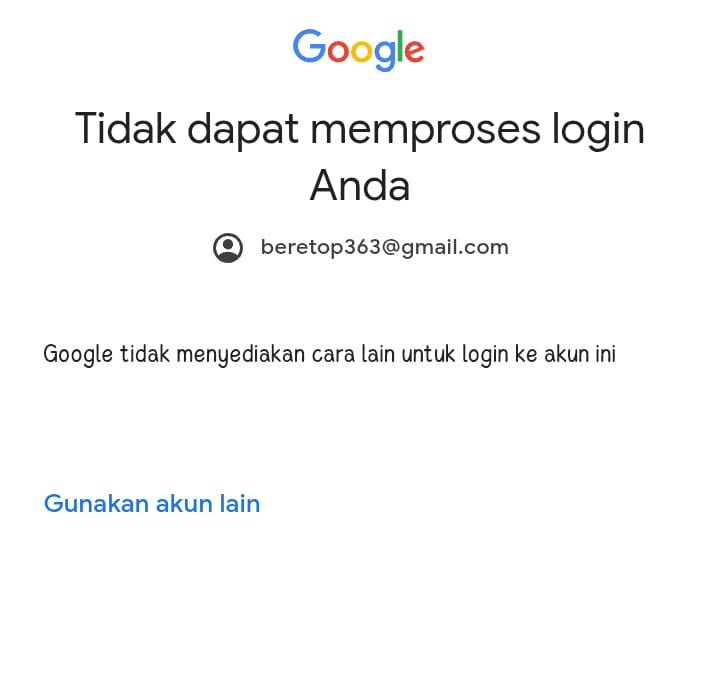 Google
Tidak dapat memproses login
Anda
beretop363@gmail.com
Google tidak menyediakan cara lain untuk login ke akun ini
Gunakan akun lain